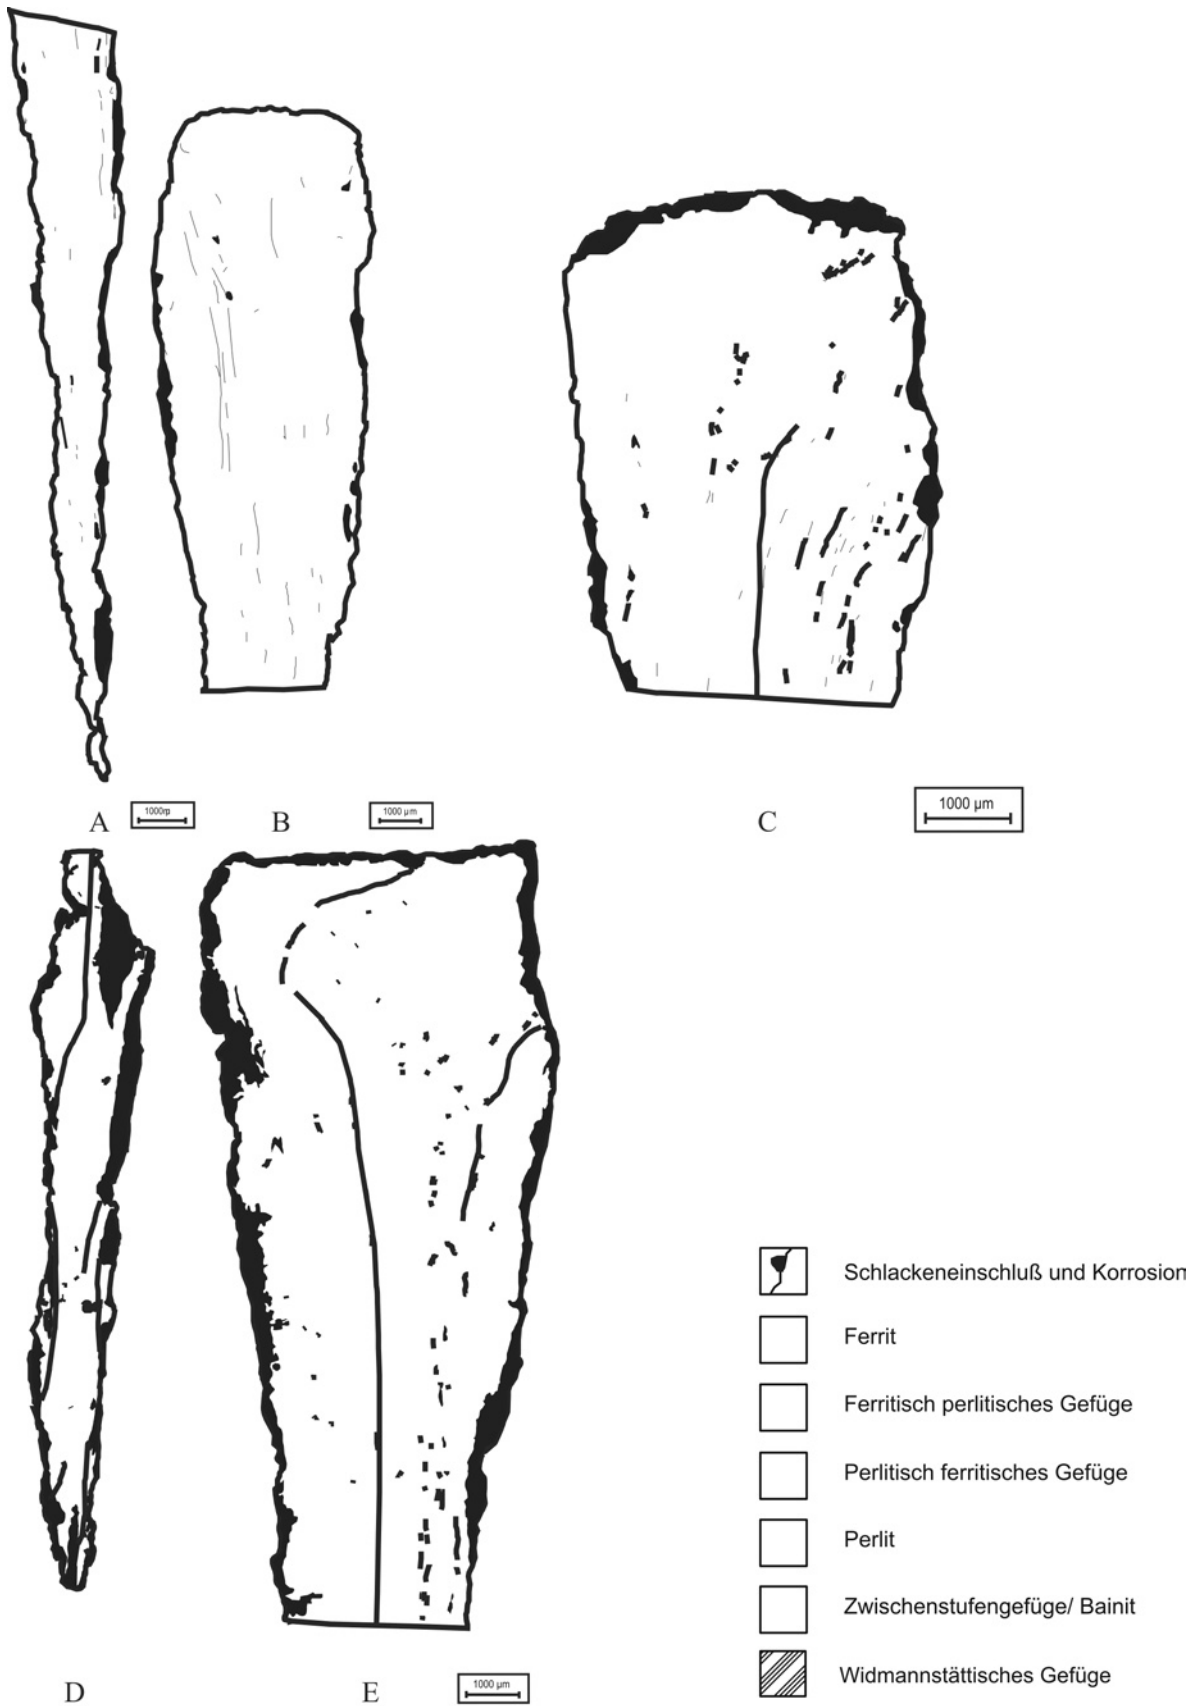 A
1000rp
B
1000 µm
C
1000 µm
Schlackeneinschluß und Korrosion
Ferrit
Ferritisch perlitisches Gefüge
Perlitisch ferritisches Gefüge
Perlit
Zwischenstufengefüge/ Bainit
Widmannstättisches Gefüge
D
E
1000 µm